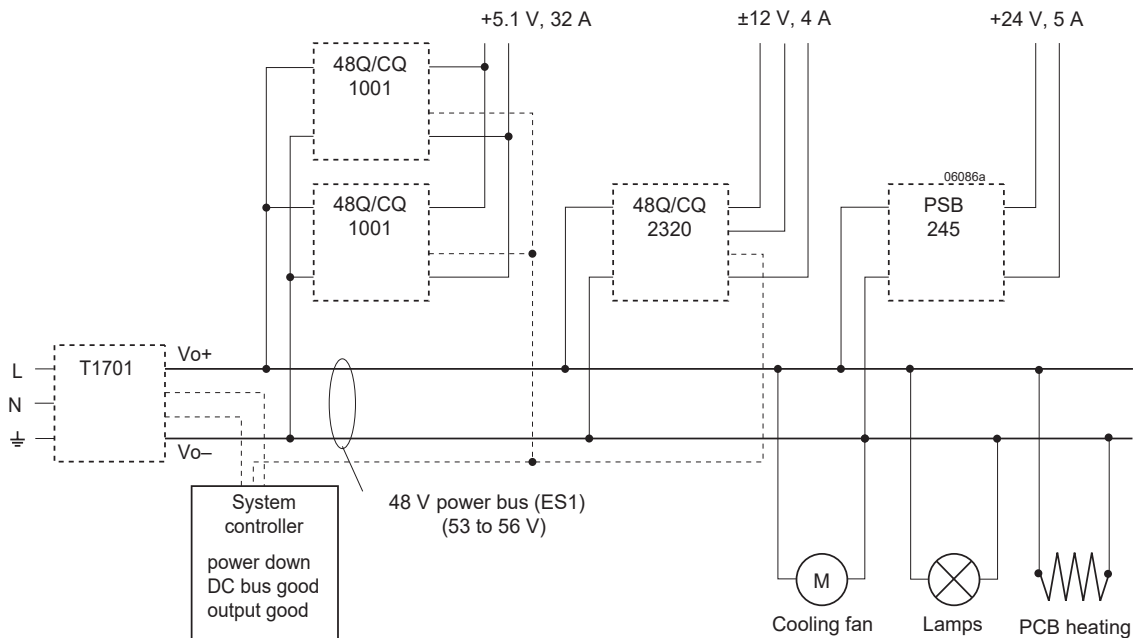 +5.1 V, 32 A
±12 V, 4 A
+24 V, 5 A
48Q/CQ
1001
48Q/CQ
1001
48Q/CQ
2320
06086a
PSB
245
L
N
T1701
Vo+
Vo–
48 V power bus (ES1)
(53 to 56 V)
System
controller
power down
DC bus good
output good
M
Cooling fan
Lamps
PCB heating